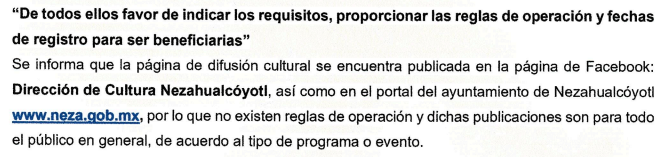 “De todos ellos favor de indicar los requisitos, proporcionar las reglas de operación y fechas
de registro para ser beneficiarias”
Se informa que la página de difusión cultural se encuentra publicada en la página de Facebook:
Dirección de Cultura Nezahualcóyotl, así como en el portal del ayuntamiento de Nezahualcóyotl
www.neza.gob.mx, por lo que no existen reglas de operación y dichas publicaciones son para todo
el público en general, de acuerdo al tipo de programa o evento.